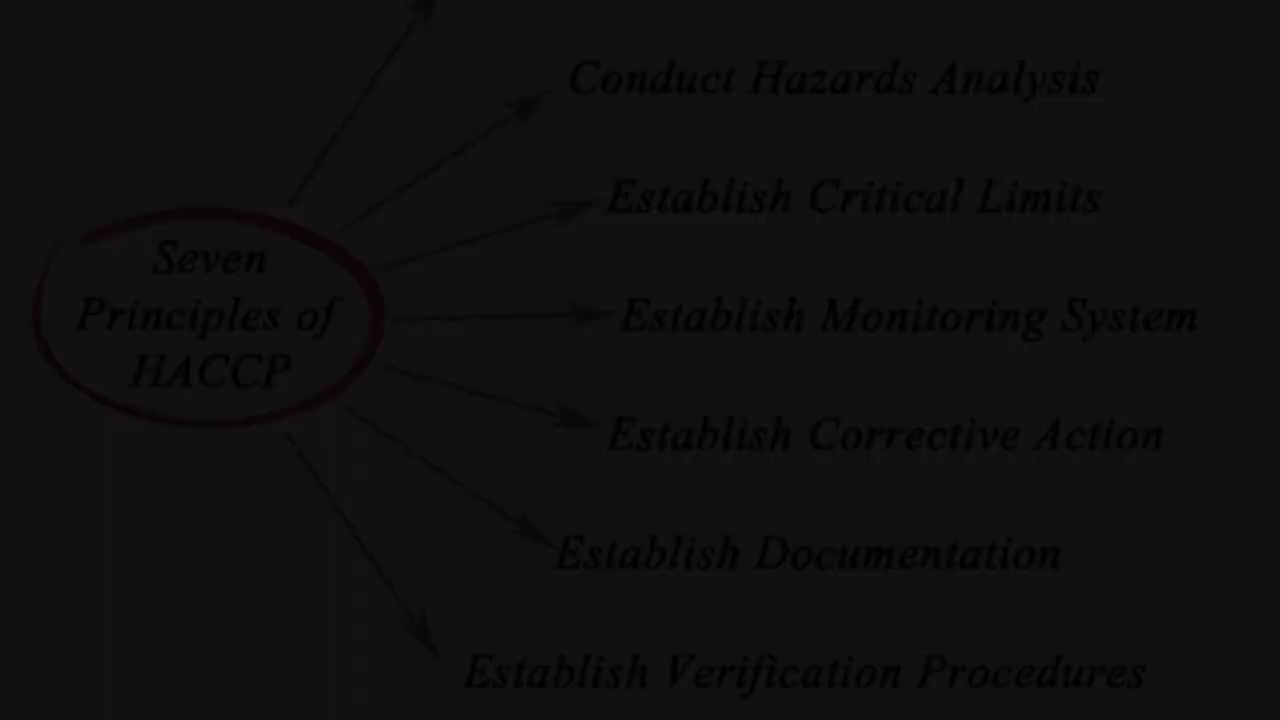 Conduct Hazards Analysis
Establish Critical Limits
Seven
Principles of
HACCP
Establish Monitoring System
Establish Corrective Action
Establish Documentation
Establish Verification Procedures